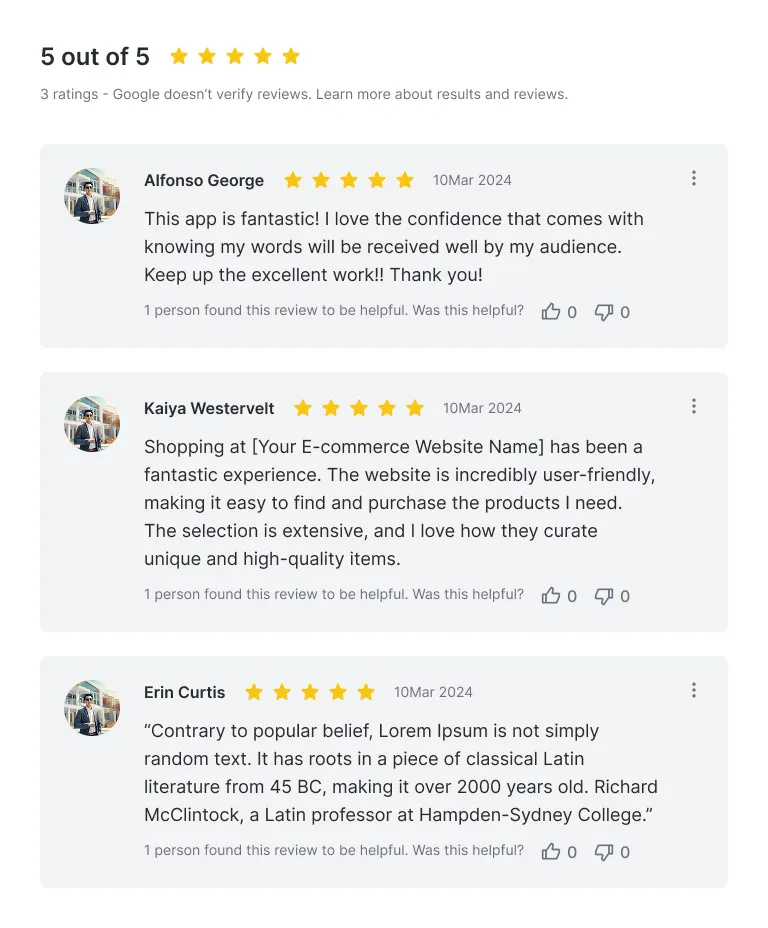 5 out of 5
3 ratings - Google doesn’t verify reviews. Learn more about results and reviews.
Alfonso George 10Mar 2024
This app is fantastic! I love the confidence that comes with
knowing my words will be received well by my audience.
Keep up the excellent work!! Thank you!
1 person found this review to be helpful. Was this helpful? 0 0
Kaiya Westervelt 10Mar 2024
Shopping at [Your E-commerce Website Name] has been a
fantastic experience. The website is incredibly user-friendly,
making it easy to find and purchase the products I need.
The selection is extensive, and I love how they curate
unique and high-quality items.
1 person found this review to be helpful. Was this helpful? 0 0
Erin Curtis 10Mar 2024
“Contrary to popular belief, Lorem Ipsum is not simply
random text. It has roots in a piece of classical Latin
literature from 45 BC, making it over 2000 years old. Richard
McClintock, a Latin professor at Hampden-Sydney College.”
1 person found this review to be helpful. Was this helpful? 0 0